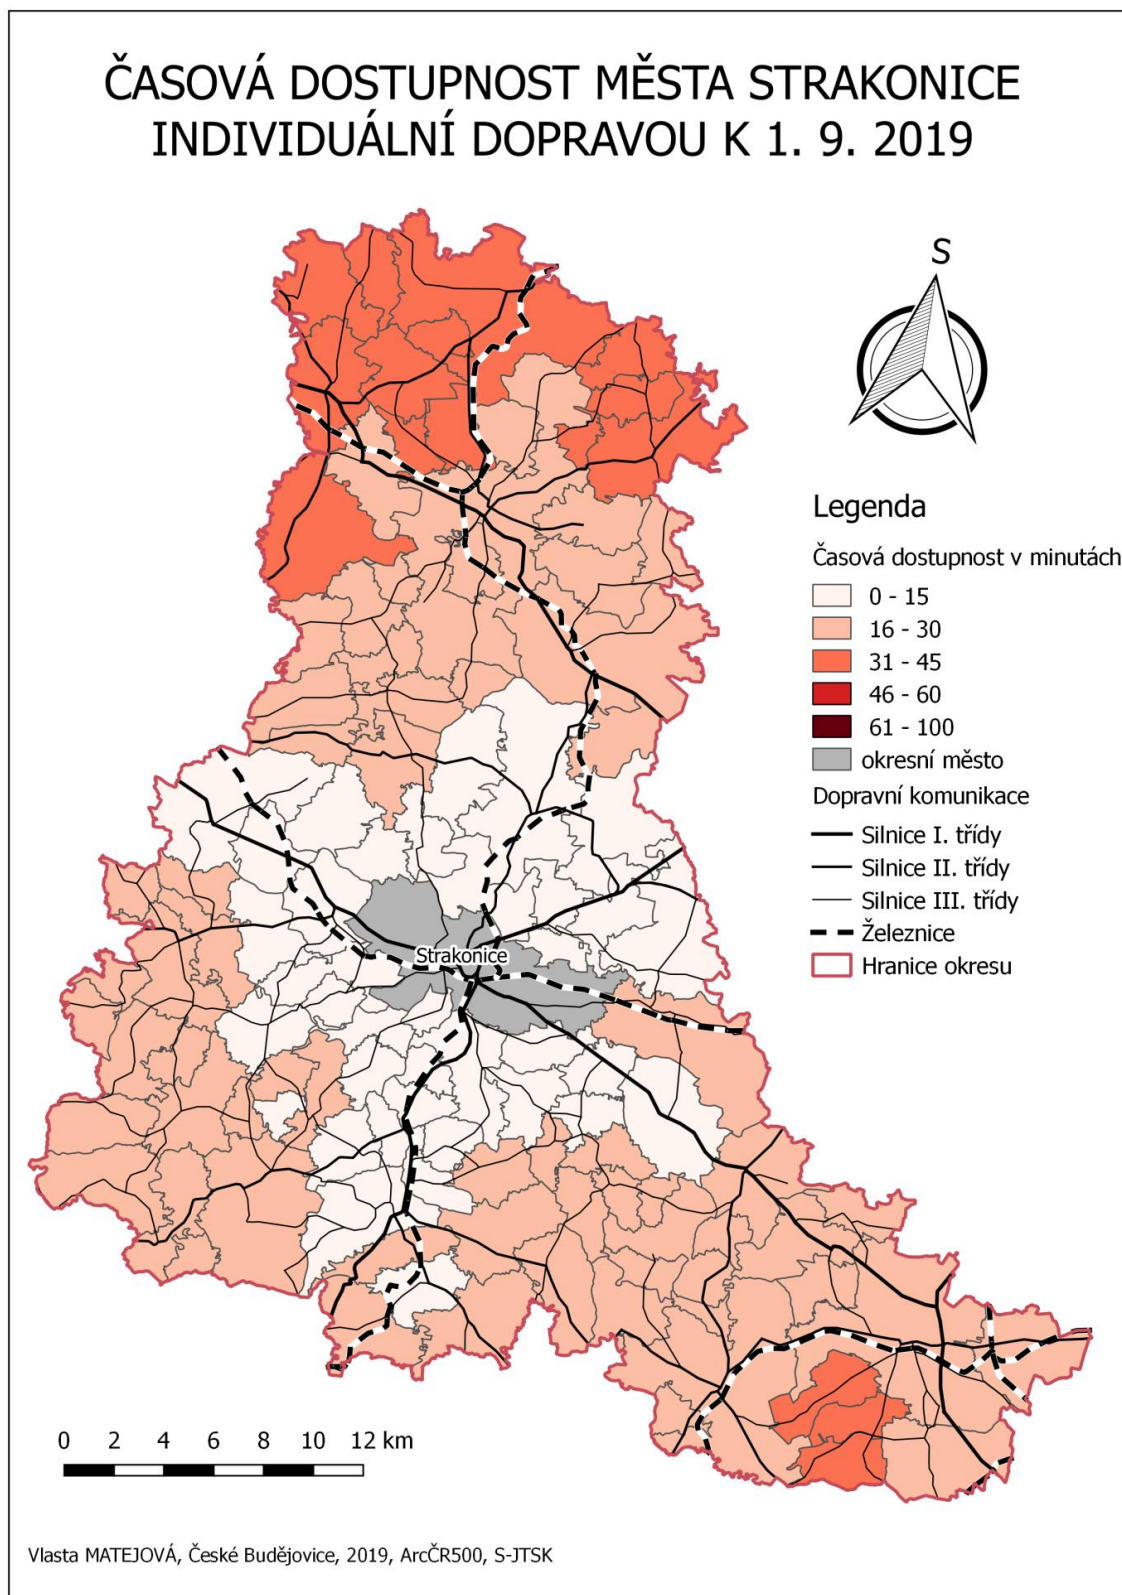 ČASOVÁ DOSTUPNOST MĚSTA STRAKONICE
INDIVIDUÁLNÍ DOPRAVOU K 1. 9. 2019
S
Legenda
Časová dostupnost v minutách
0 - 15
16 - 30
31 - 45
46 - 60
61 - 100
okresní město
Dopravní komunikace
Silnice I. třídy
Silnice II. třídy
Silnice III. třídy
Železnice
Hranice okresu
Strakonice
0 2 4 6 8 10 12 km
Vlasta MATEJOVÁ, České Budějovice, 2019, ArcČR500, S-JTSK